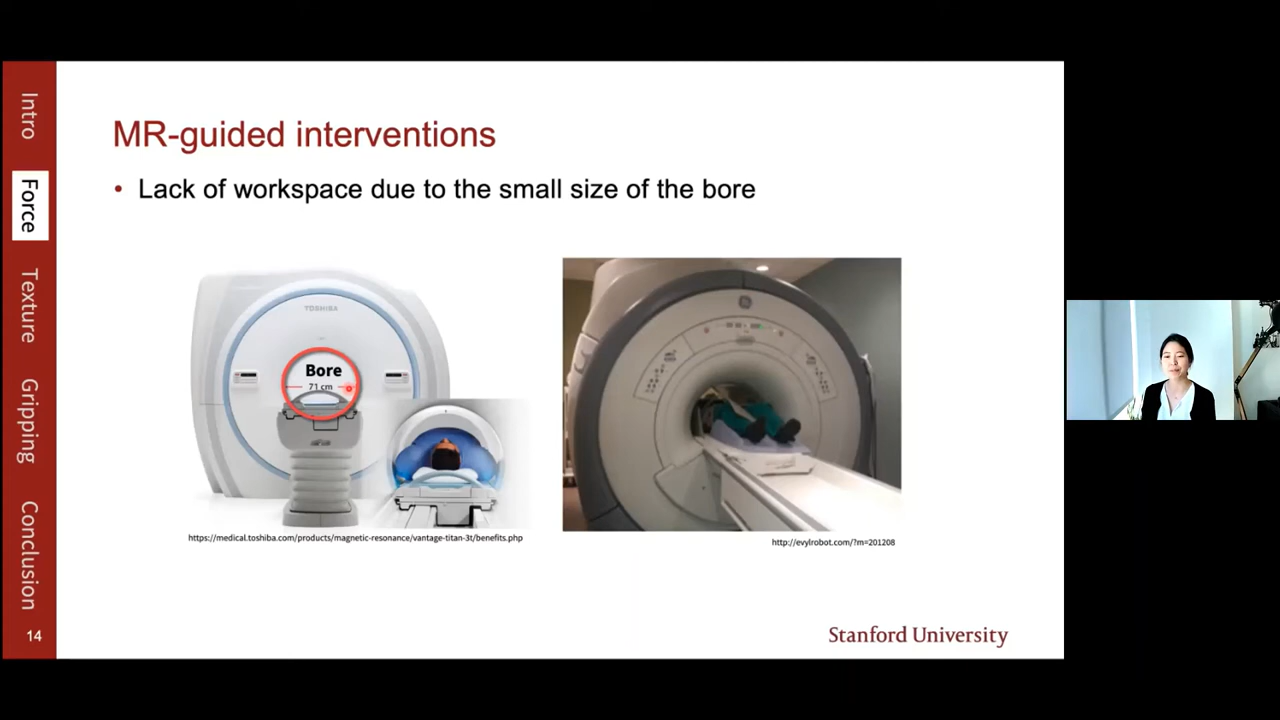 Intro
Force
Texture
Gripping
Conclusion
14
MR-guided interventions
• Lack of workspace due to the small size of the bore
TOSHIBA
Bore
71 cm
https://medical.toshiba.com/products/magnetic-resonance/vantage-titan-3t/benefits.php
http://evylrobot.com/?m=201208
Stanford University